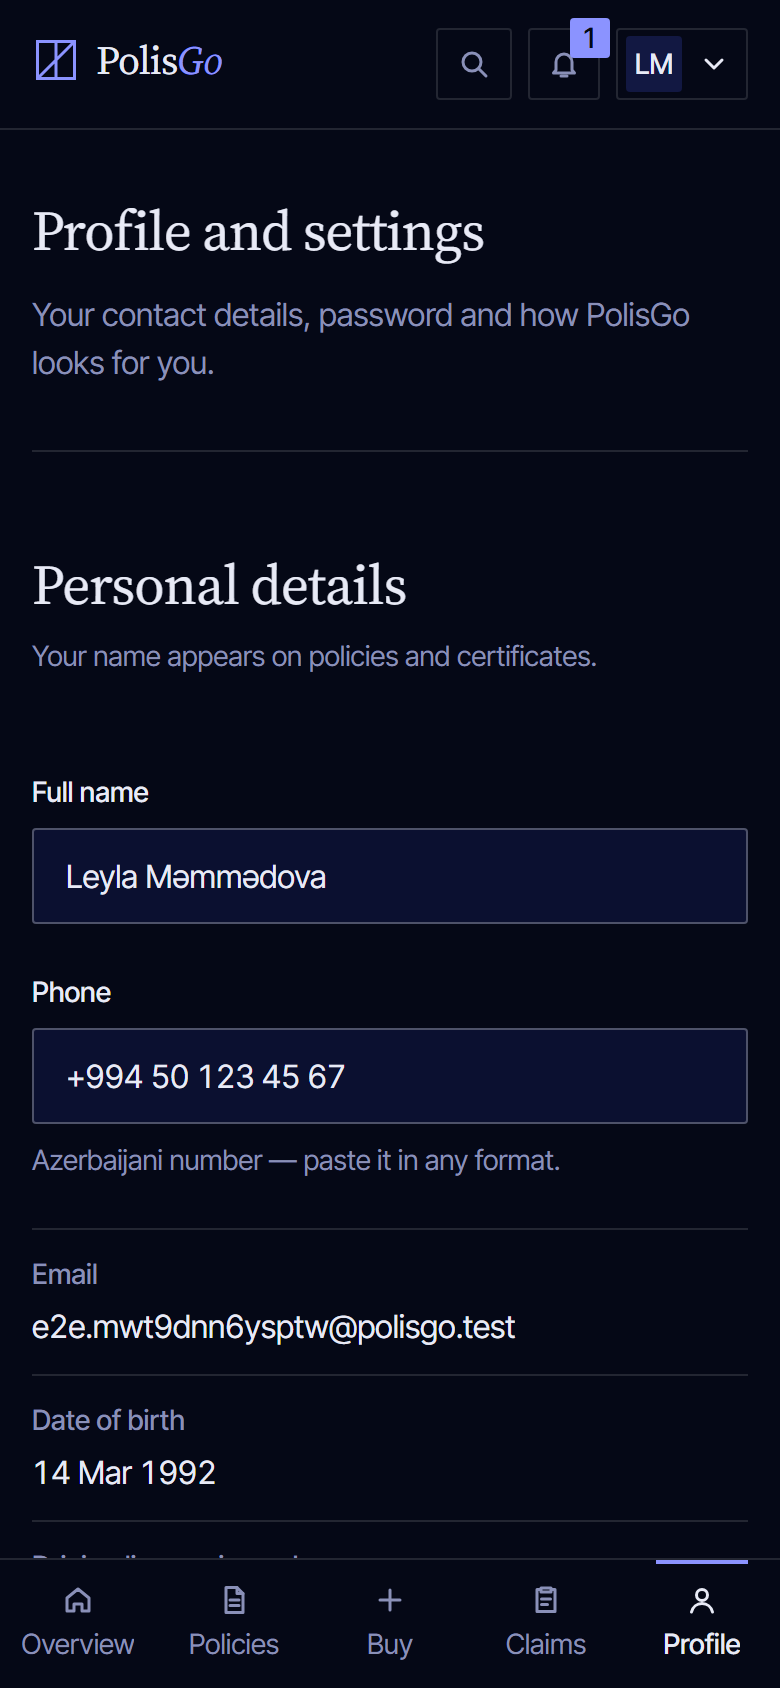 PolisGo
1
LM
Profile and settings
Your contact details, password and how PolisGo
looks for you.
Personal details
Your name appears on policies and certificates.
Full name
Leyla Məmmədova
Phone
+994 50 123 45 67
Azerbaijani number — paste it in any format.
Email
e2e.mwt9dnn6ysptw@polisgo.test
Date of birth
14 Mar 1992
Overview
Policies
Buy
Claims
Profile